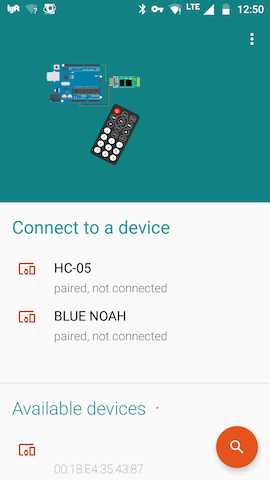 LYFT
LTE 12:50
Connect to a device
HC-05
paired, not connected
BLUE NOAH
paired, not connected
Available devices
00:18:E4:35:43:87